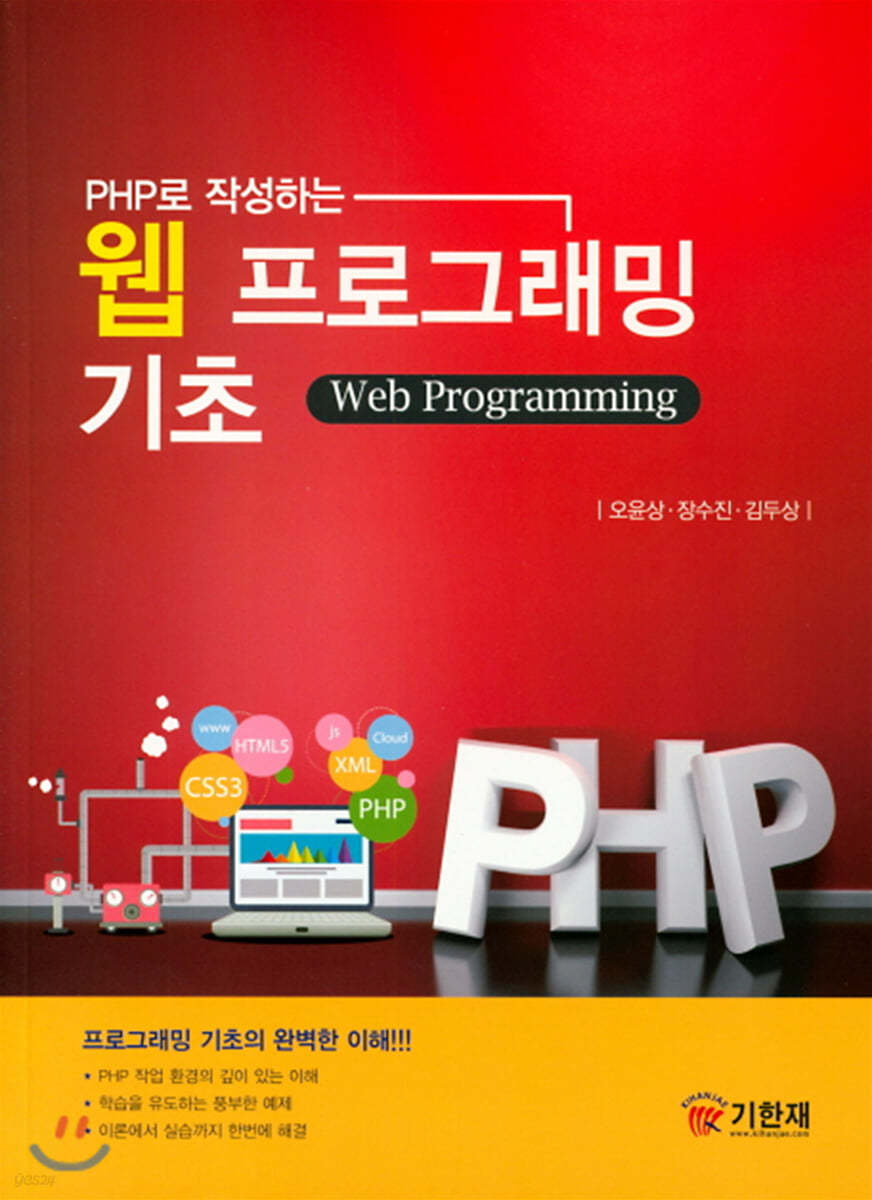 PHP로 작성하는
웹 프로그래밍
기초 Web Programming
| 오윤상 · 장수진 · 김두상 |
www
HTML5
CSS3
js
Cloud
XML
PHP
PHP
프로그래밍 기초의 완벽한 이해!!!
★ PHP 작업 환경의 깊이 있는 이해
★ 학습을 유도하는 풍부한 예제
★ 이론에서 실습까지 한번에 해결
KIHANJAE
기한재
www.kihanjae.com
yes24